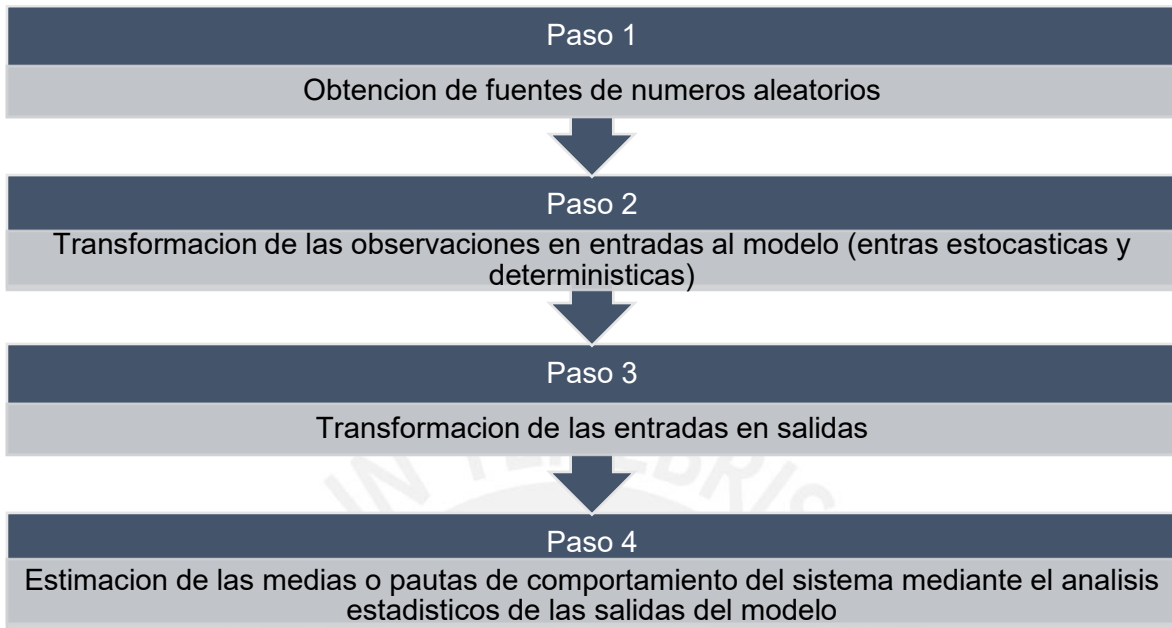 Paso 1
Obtencion de fuentes de numeros aleatorios
Paso 2
Transformacion de las observaciones en entradas al modelo (entras estocasticas y
deterministicas)
Paso 3
Transformacion de las entradas en salidas
IN TENEBRIS
Paso 4
Estimacion de las medias o pautas de comportamiento del sistema mediante el analisis
estadisticos de las salidas del modelo